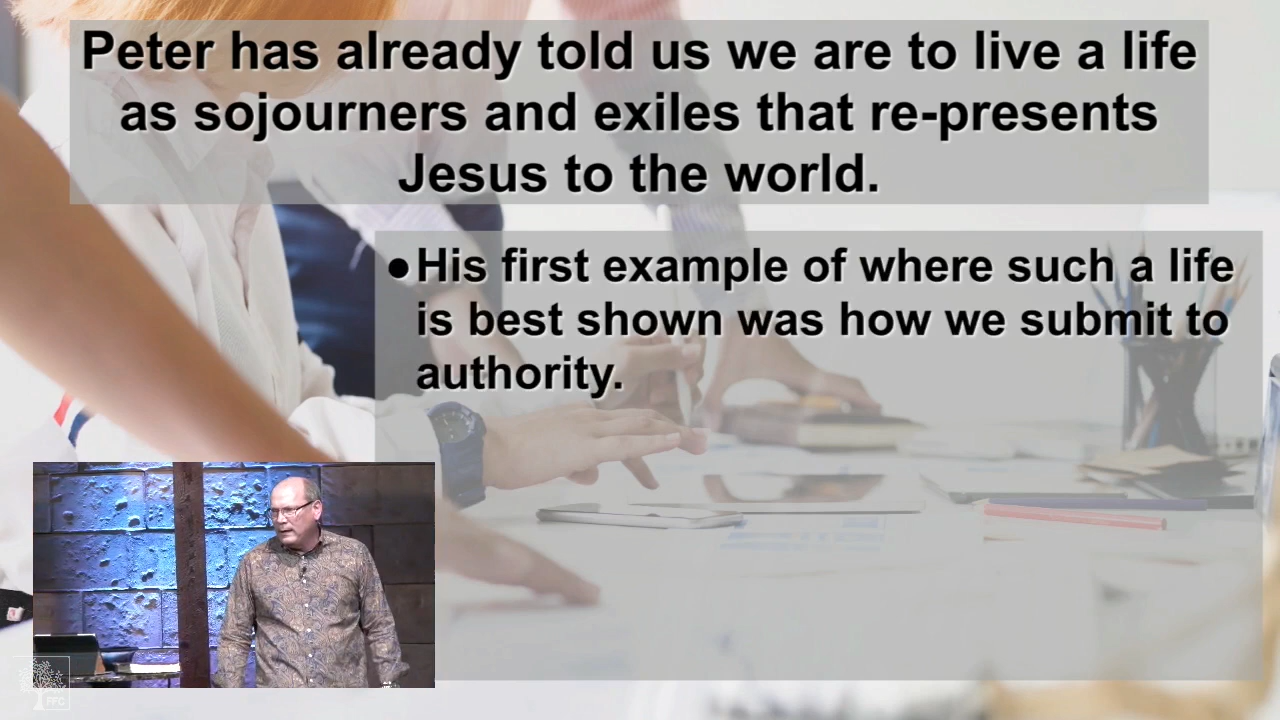 Peter has already told us we are to live a life
as sojourners and exiles that re-presents
Jesus to the world.
●His first example of where such a life
is best shown was how we submit to
authority.
FFC